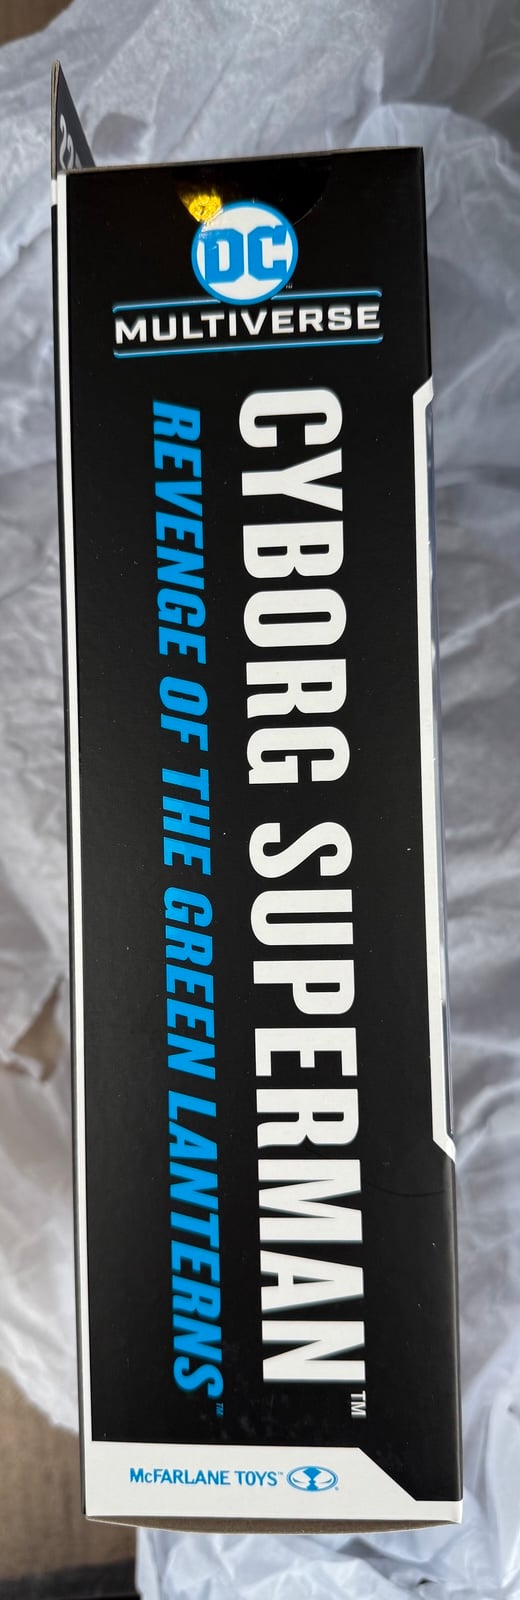 DC
MULTIVERSE
CYBORG SUPERMAN™
REVENGE OF THE GREEN LANTERNS™
McFARLANE TOYS™